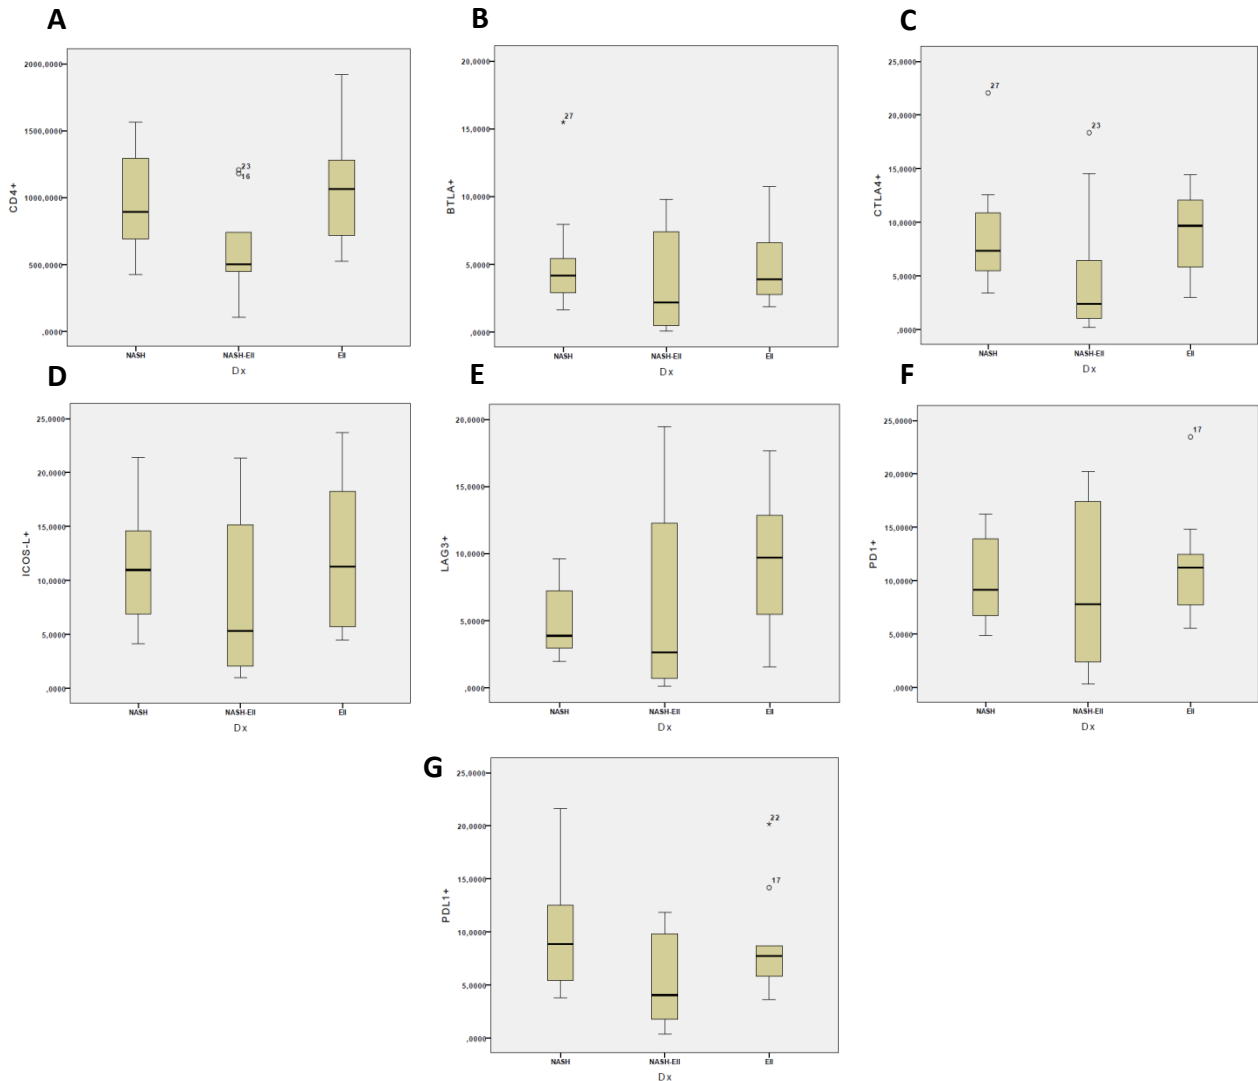 A
CD4+
2000,0000
1500,0000
1000,0000
500,0000
,0000
23
16
NASH
NASH-EII
EII
Dx
B
BTLA+
20,0000
15,0000
10,0000
5,0000
,0000
27
NASH
NASH-EII
EII
Dx
C
CTLA4+
25,0000
20,0000
15,0000
10,0000
5,0000
,0000
27
23
NASH
NASH-EII
EII
Dx
D
ICOS-L+
25,0000
20,0000
15,0000
10,0000
5,0000
,0000
NASH
NASH-EII
EII
Dx
E
LAG3+
20,0000
15,0000
10,0000
5,0000
,0000
NASH
NASH-EII
EII
Dx
F
PD1+
25,0000
20,0000
15,0000
10,0000
5,0000
,0000
17
NASH
NASH-EII
EII
Dx
G
PDL1+
25,0000
20,0000
15,0000
10,0000
5,0000
,0000
22
17
NASH
NASH-EII
EII
Dx